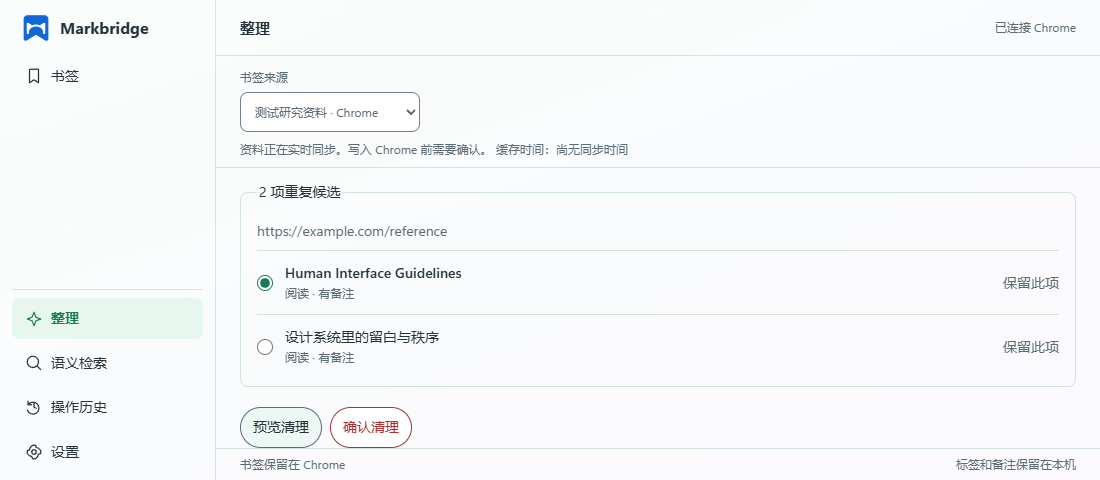 Markbridge
书签
整理
语义检索
操作历史
设置
整理
已连接 Chrome
书签来源
测试研究资料 · Chrome
资料正在实时同步。写入 Chrome 前需要确认。 缓存时间：尚无同步时间
2 项重复候选
https://example.com/reference
Human Interface Guidelines
阅读 · 有备注
保留此项
设计系统里的留白与秩序
阅读 · 有备注
保留此项
预览清理
确认清理
书签保留在 Chrome
标签和备注保留在本机